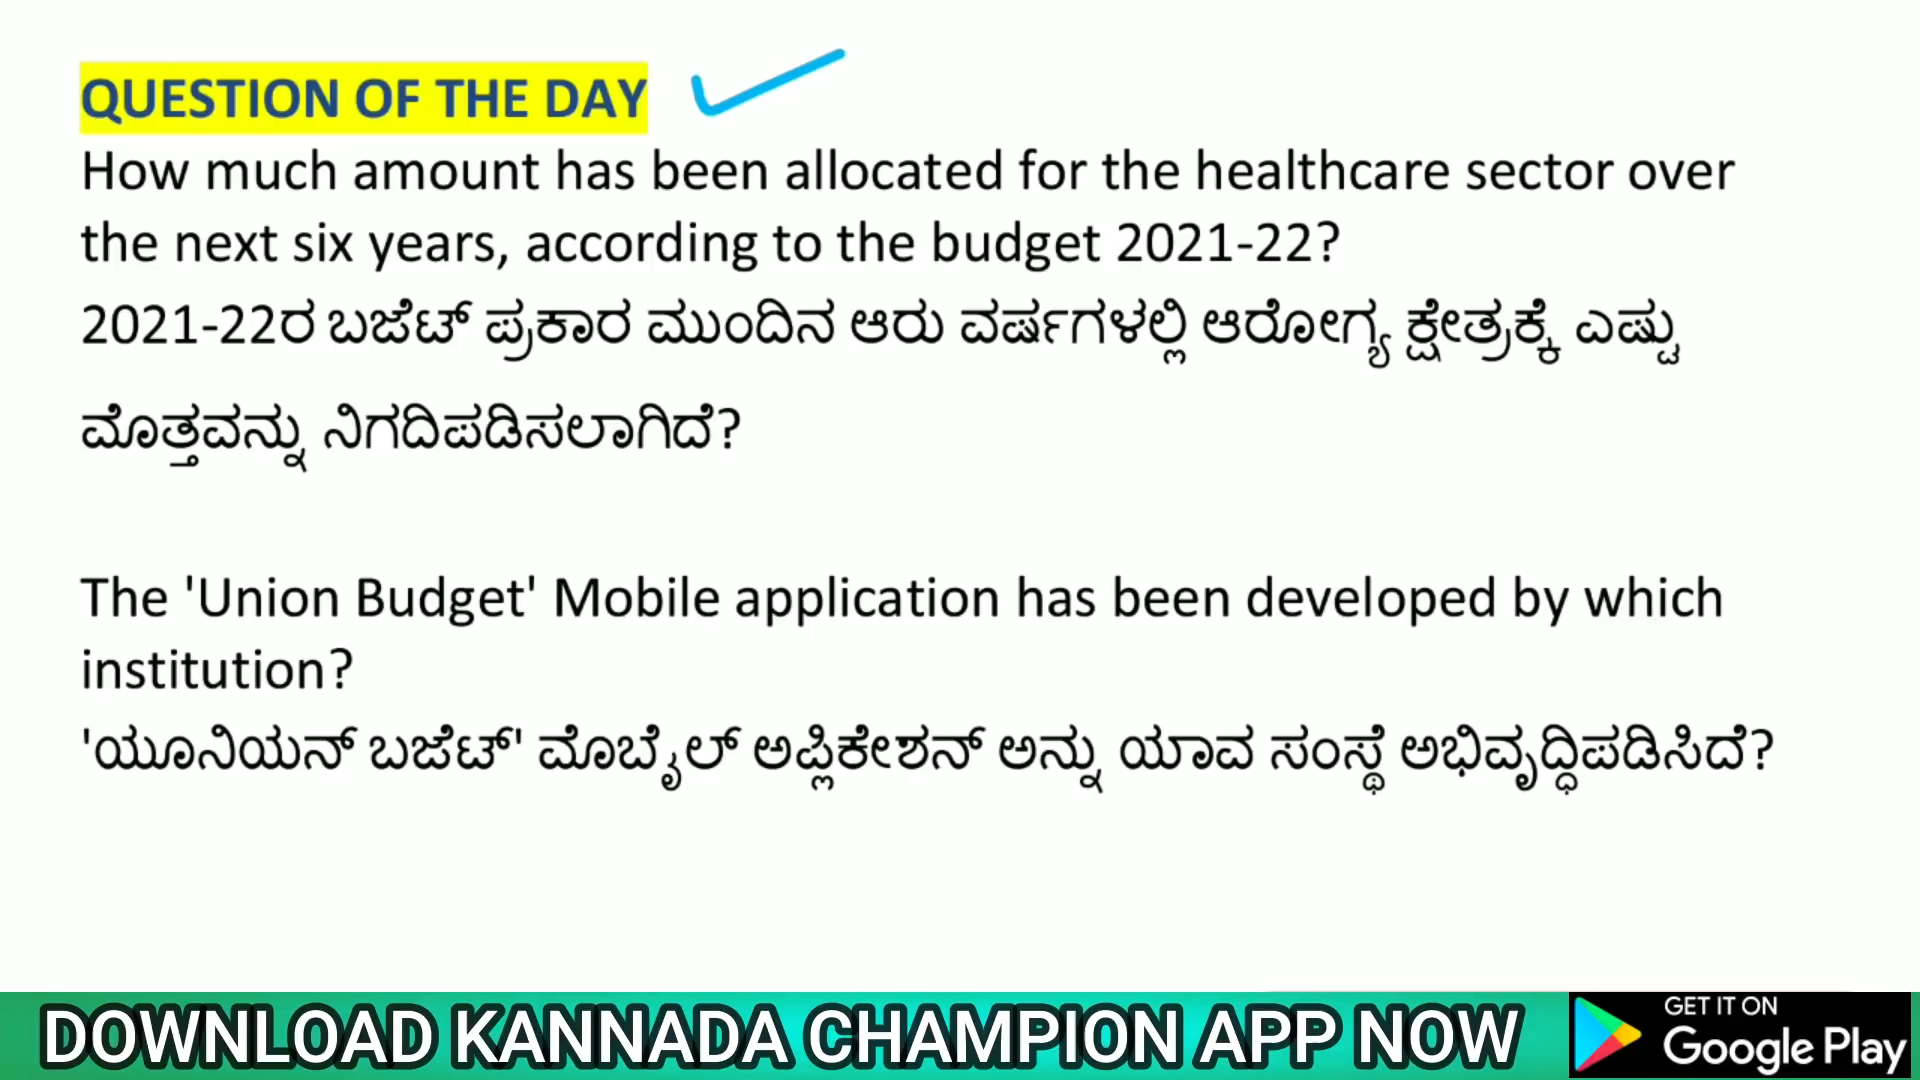 QUESTION OF THE DAY
How much amount has been allocated for the healthcare sector over
the next six years, according to the budget 2021-22?
2021-22ರ ಬಜೆಟ್ ಪ್ರಕಾರ ಮುಂದಿನ ಆರು ವರ್ಷಗಳಲ್ಲಿ ಆರೋಗ್ಯ ಕ್ಷೇತ್ರಕ್ಕೆ ಎಷ್ಟು
ಮೊತ್ತವನ್ನು ನಿಗದಿಪಡಿಸಲಾಗಿದೆ?
The 'Union Budget' Mobile application has been developed by which
institution?
'ಯೂನಿಯನ್ ಬಜೆಟ್' ಮೊಬೈಲ್ ಅಪ್ಲಿಕೇಶನ್ ಅನ್ನು ಯಾವ ಸಂಸ್ಥೆ ಅಭಿವೃದ್ಧಿಪಡಿಸಿದೆ?
DOWNLOAD KANNADA CHAMPION APP NOW
GET IT ON
Google Play